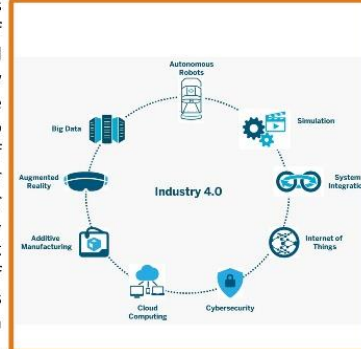 Autonomous
Robots
Big Data
Simulation
Augmented
Reality
Industry 4.0
System
Additive
Manufacturing
Internet of
Things
Cloud
Computing
Cybersecurity